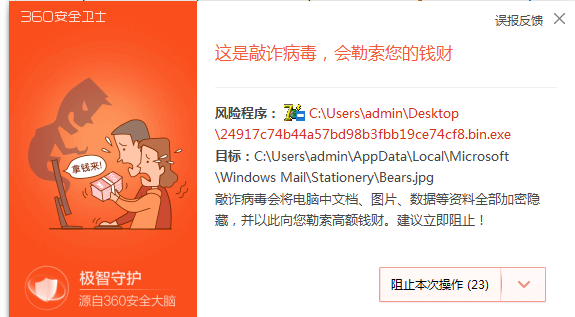 360安全卫士
误报反馈
这是敲诈病毒，会勒索您的钱财
风险程序：C:\Users\admin\Desktop
\24917c74b44a57bd98b3fbb19ce74cf8.bin.exe
目标：C:\Users\admin\AppData\Local\Microsoft
\Windows Mail\Stationery\Bears.jpg
敲诈病毒会将电脑中文档、图片、数据等资料全部加密隐
藏，并以此向您勒索高额钱财。建议立即阻止！
拿钱来!
极智守护
源自360安全大脑
阻止本次操作 (23)